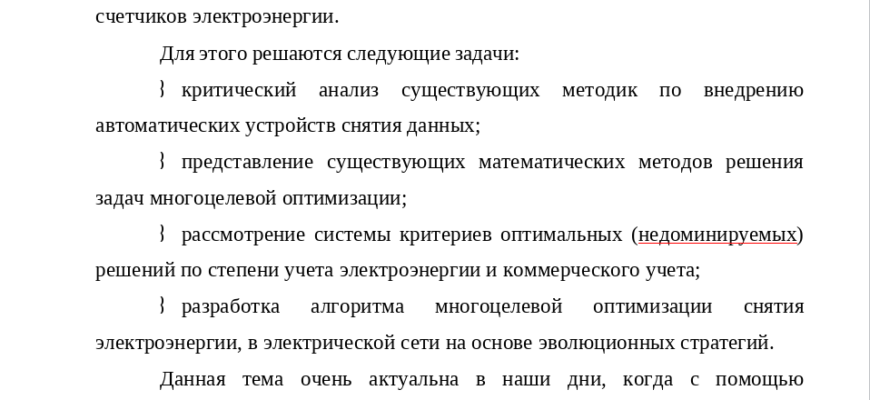 счетчиков электроэнергии.
Для этого решаются следующие задачи:
⌇ критический анализ существующих методик по внедрению
автоматических устройств снятия данных;
⌇ представление существующих математических методов решения
задач многоцелевой оптимизации;
⌇ рассмотрение системы критериев оптимальных (недоминируемых)
решений по степени учета электроэнергии и коммерческого учета;
⌇ разработка алгоритма многоцелевой оптимизации снятия
электроэнергии, в электрической сети на основе эволюционных стратегий.
Данная тема очень актуальна в наши дни, когда с помощью